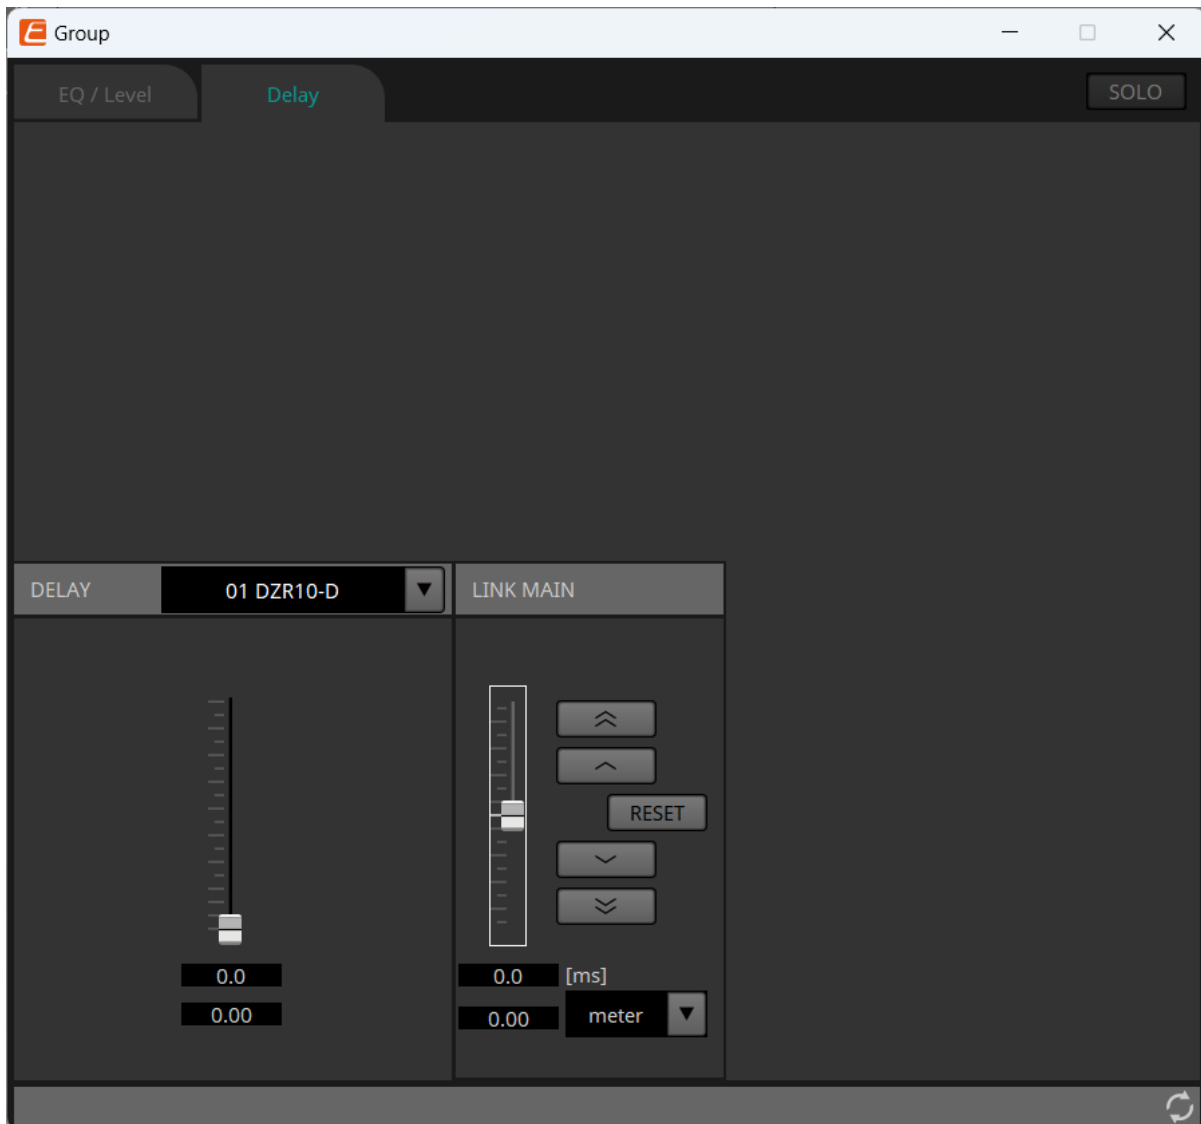 Group
EQ / Level
Delay
SOLO
DELAY
01 DZR10-D
LINK MAIN
RESET
0.0
0.00
0.0
[ms]
0.00
meter